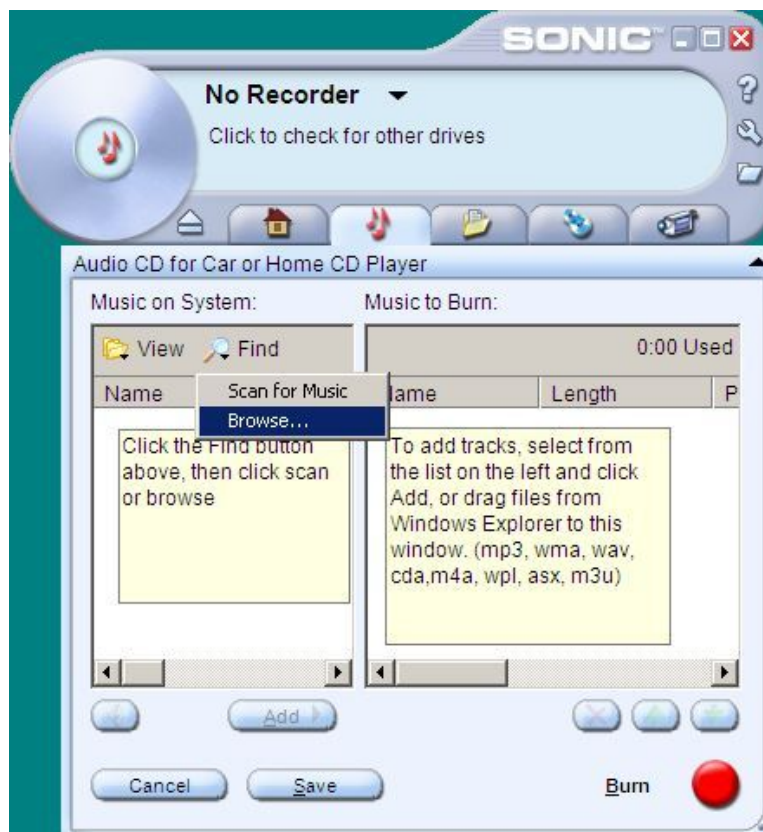 SONIC
No Recorder
Click to check for other drives
Audio CD for Car or Home CD Player
Music on System:
Music to Burn:
View
Find
0:00 Used
Name
Scan for Music
Browse...
Name
Length
P
Click the Find button
above, then click scan
or browse
To add tracks, select from
the list on the left and click
Add, or drag files from
Windows Explorer to this
window. (mp3, wma, wav,
cda,m4a, wpl, asx, m3u)
Add
Cancel
Save
Burn